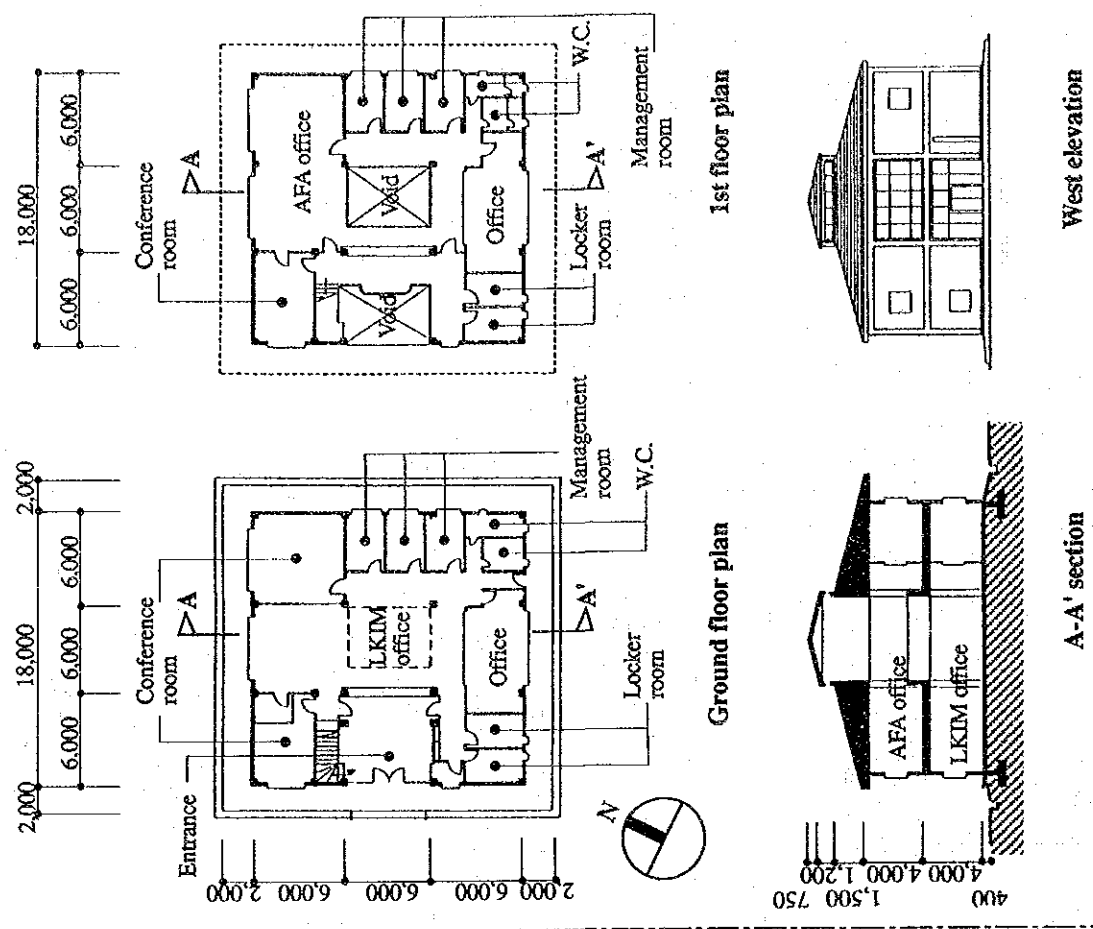 18,000
6,000
6,000
6,000
Conference
room
A
AFA office
Void
Void
Office
A'
Locker
room
Management
room
W.C.
1st floor plan
West elevation
2,000
18,000
2,000
6,000
6,000
6,000
Conference
room
Entrance
A
LKIM
office
Office
A'
Locker
room
Management
room
W.C.
2,000
6,000
6,000
6,000
2,000
N
Ground floor plan
AFA office
LKIM office
750
1,500
1,200
4,000
4,000
400
A-A' section